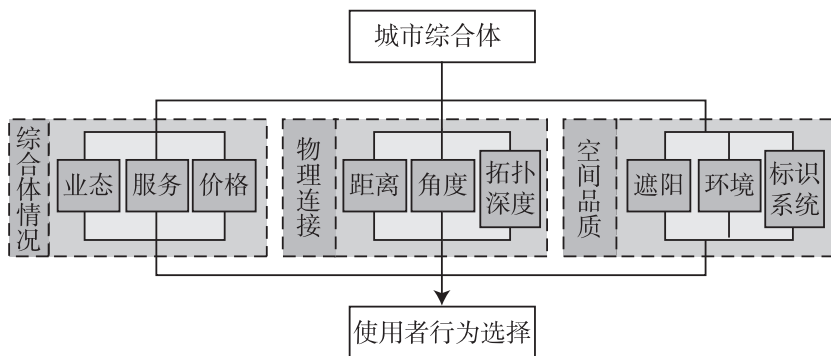 城市综合体
综合体情况
业态
服务
价格
物理连接
距离
角度
拓扑
深度
空间品质
遮阳
环境
标识
系统
使用者行为选择